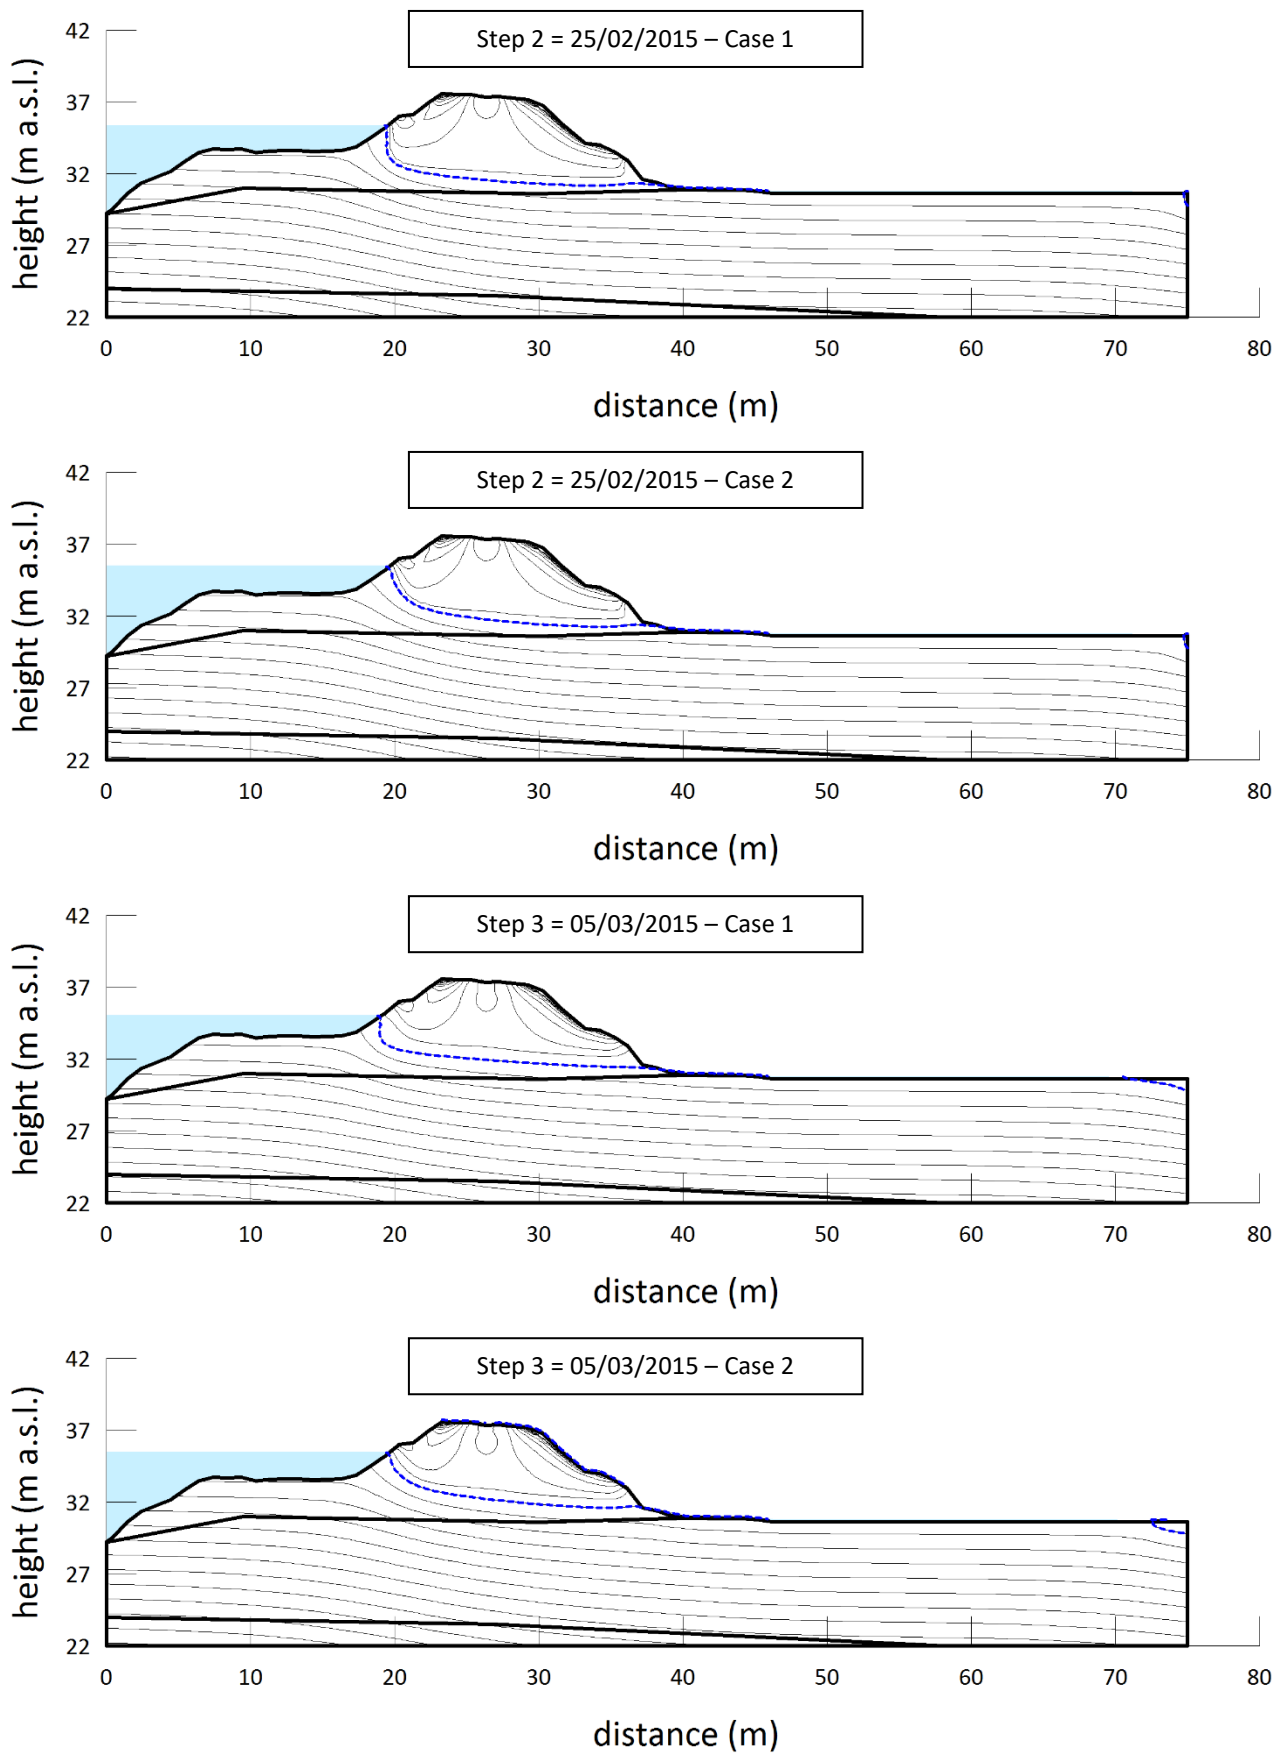 Step 2 = 25/02/2015 – Case 1
height (m a.s.l.)
42
37
32
27
22
0 10 20 30 40 50 60 70 80
distance (m)
Step 2 = 25/02/2015 – Case 2
height (m a.s.l.)
42
37
32
27
22
0 10 20 30 40 50 60 70 80
distance (m)
Step 3 = 05/03/2015 – Case 1
height (m a.s.l.)
42
37
32
27
22
0 10 20 30 40 50 60 70 80
distance (m)
Step 3 = 05/03/2015 – Case 2
height (m a.s.l.)
42
37
32
27
22
0 10 20 30 40 50 60 70 80
distance (m)